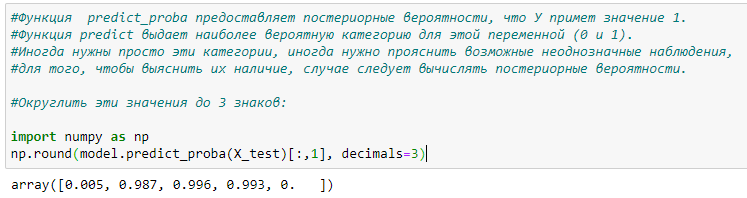 #Функция  predict_proba предоставляет постериорные вероятности, что У примет значение 1.
#Функция predict выдает наиболее вероятную категорию для этой переменной (0 и 1).
#Иногда нужны просто эти категории, иногда нужно прояснить возможные неоднозначные наблюдения,
#для того, чтобы выяснить их наличие, случае следует вычислять постериорные вероятности.
#Округлить эти значения до 3 знаков:
import numpy as np
np.round(model.predict_proba(X_test)[:,1], decimals=3)
array([0.005, 0.987, 0.996, 0.993, 0.   ])